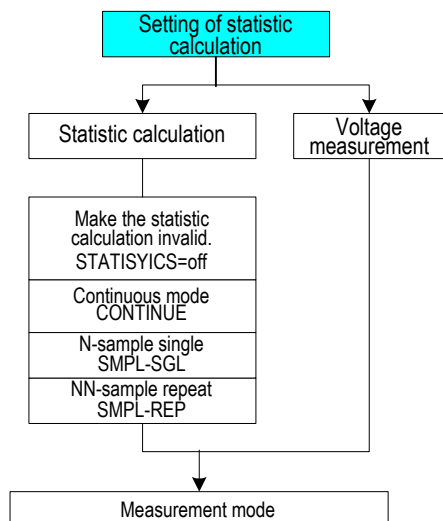 Setting of statistic
calculation
Statistic calculation
Voltage
measurement
Make the statistic
calculation invalid.
STATISYICS=off
Continuous mode
CONTINUE
N-sample single
SMPL-SGL
NN-sample repeat
SMPL-REP
Measurement mode